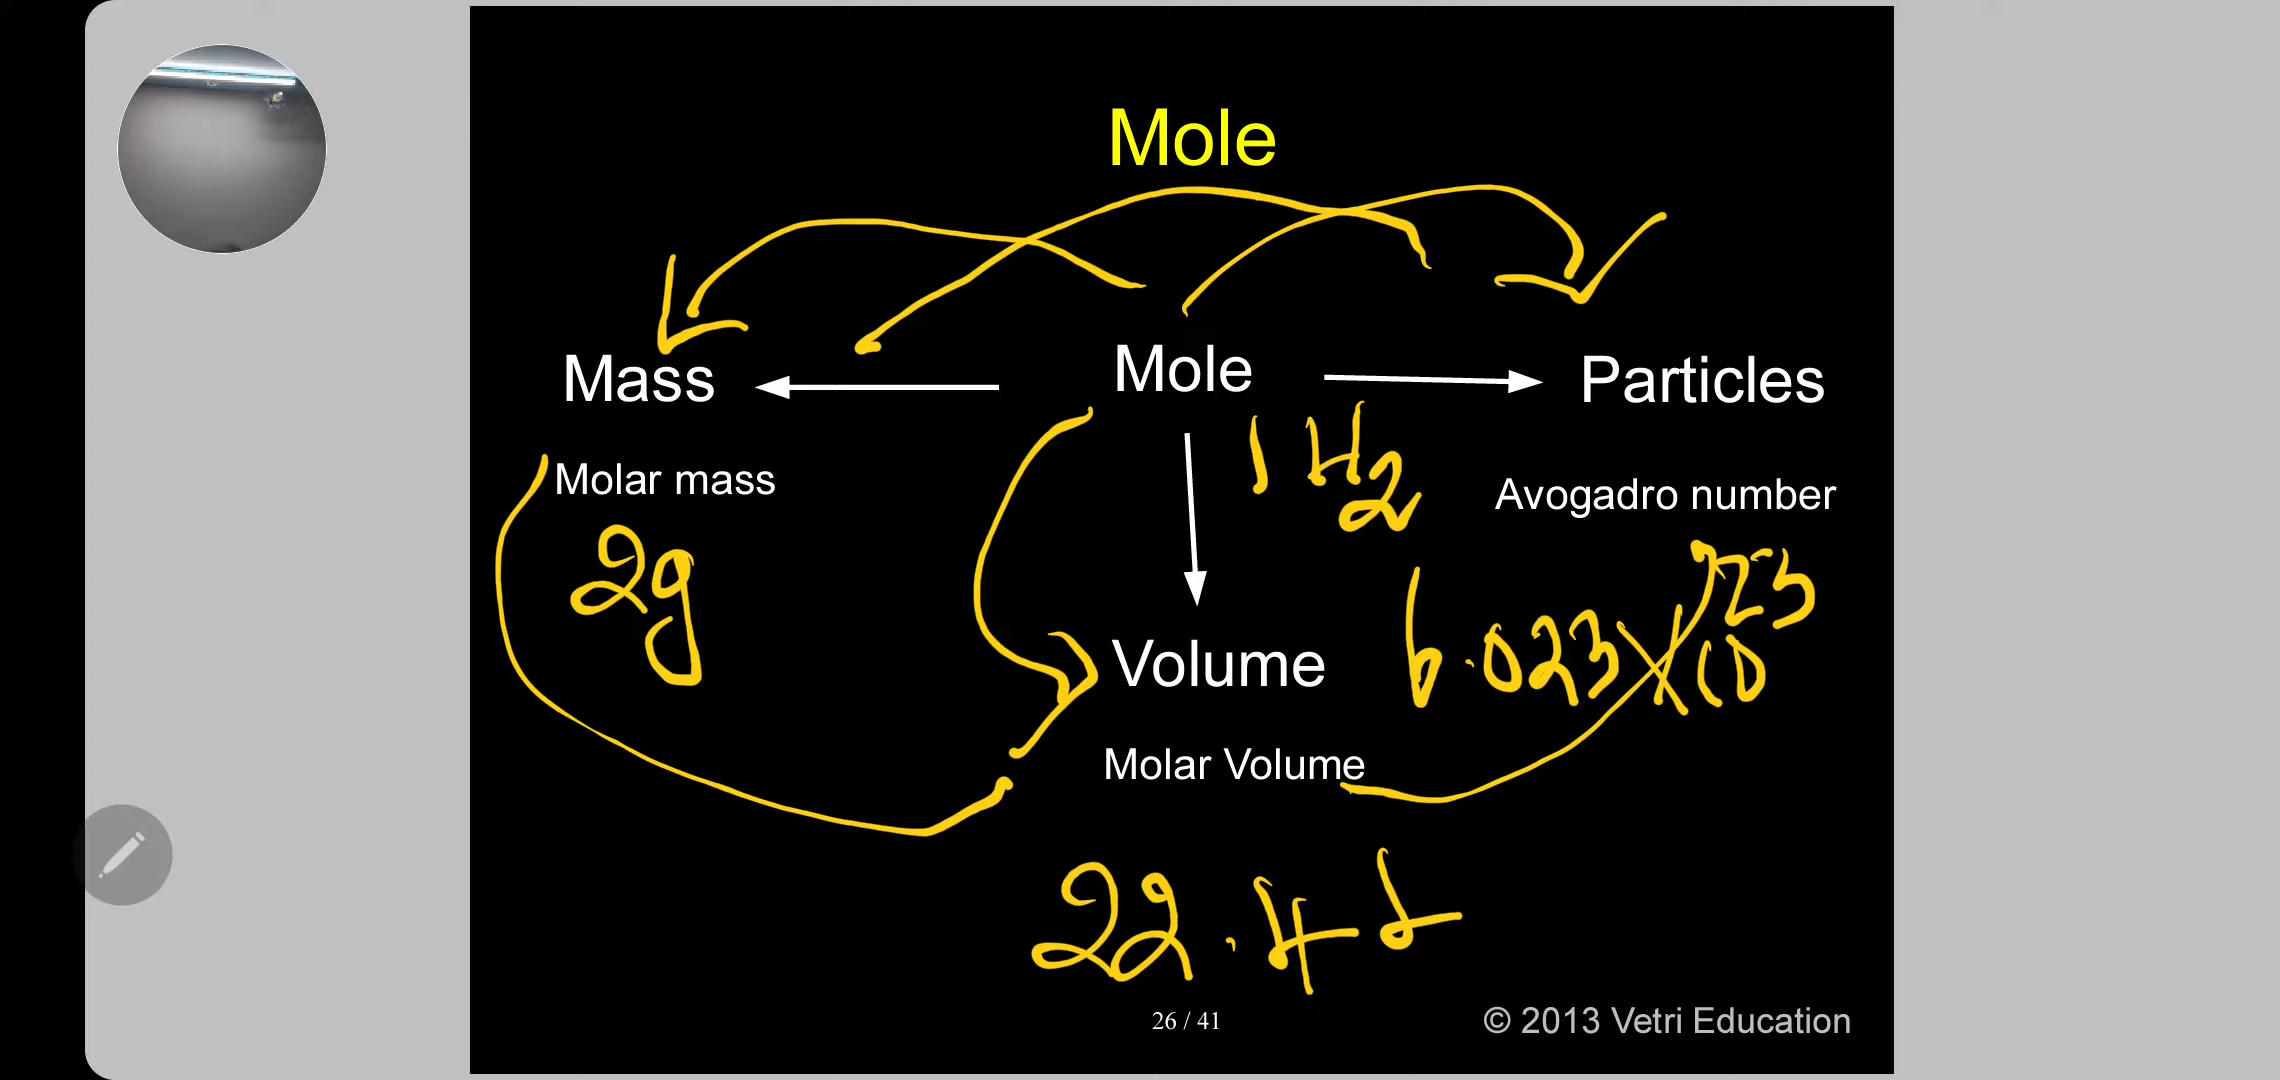 Mole
Mass
Mole
Particles
1 H2
Molar mass
Avogadro number
2g
6.023×10^23
Volume
Molar Volume
22.4 L
26 / 41
© 2013 Vetri Education